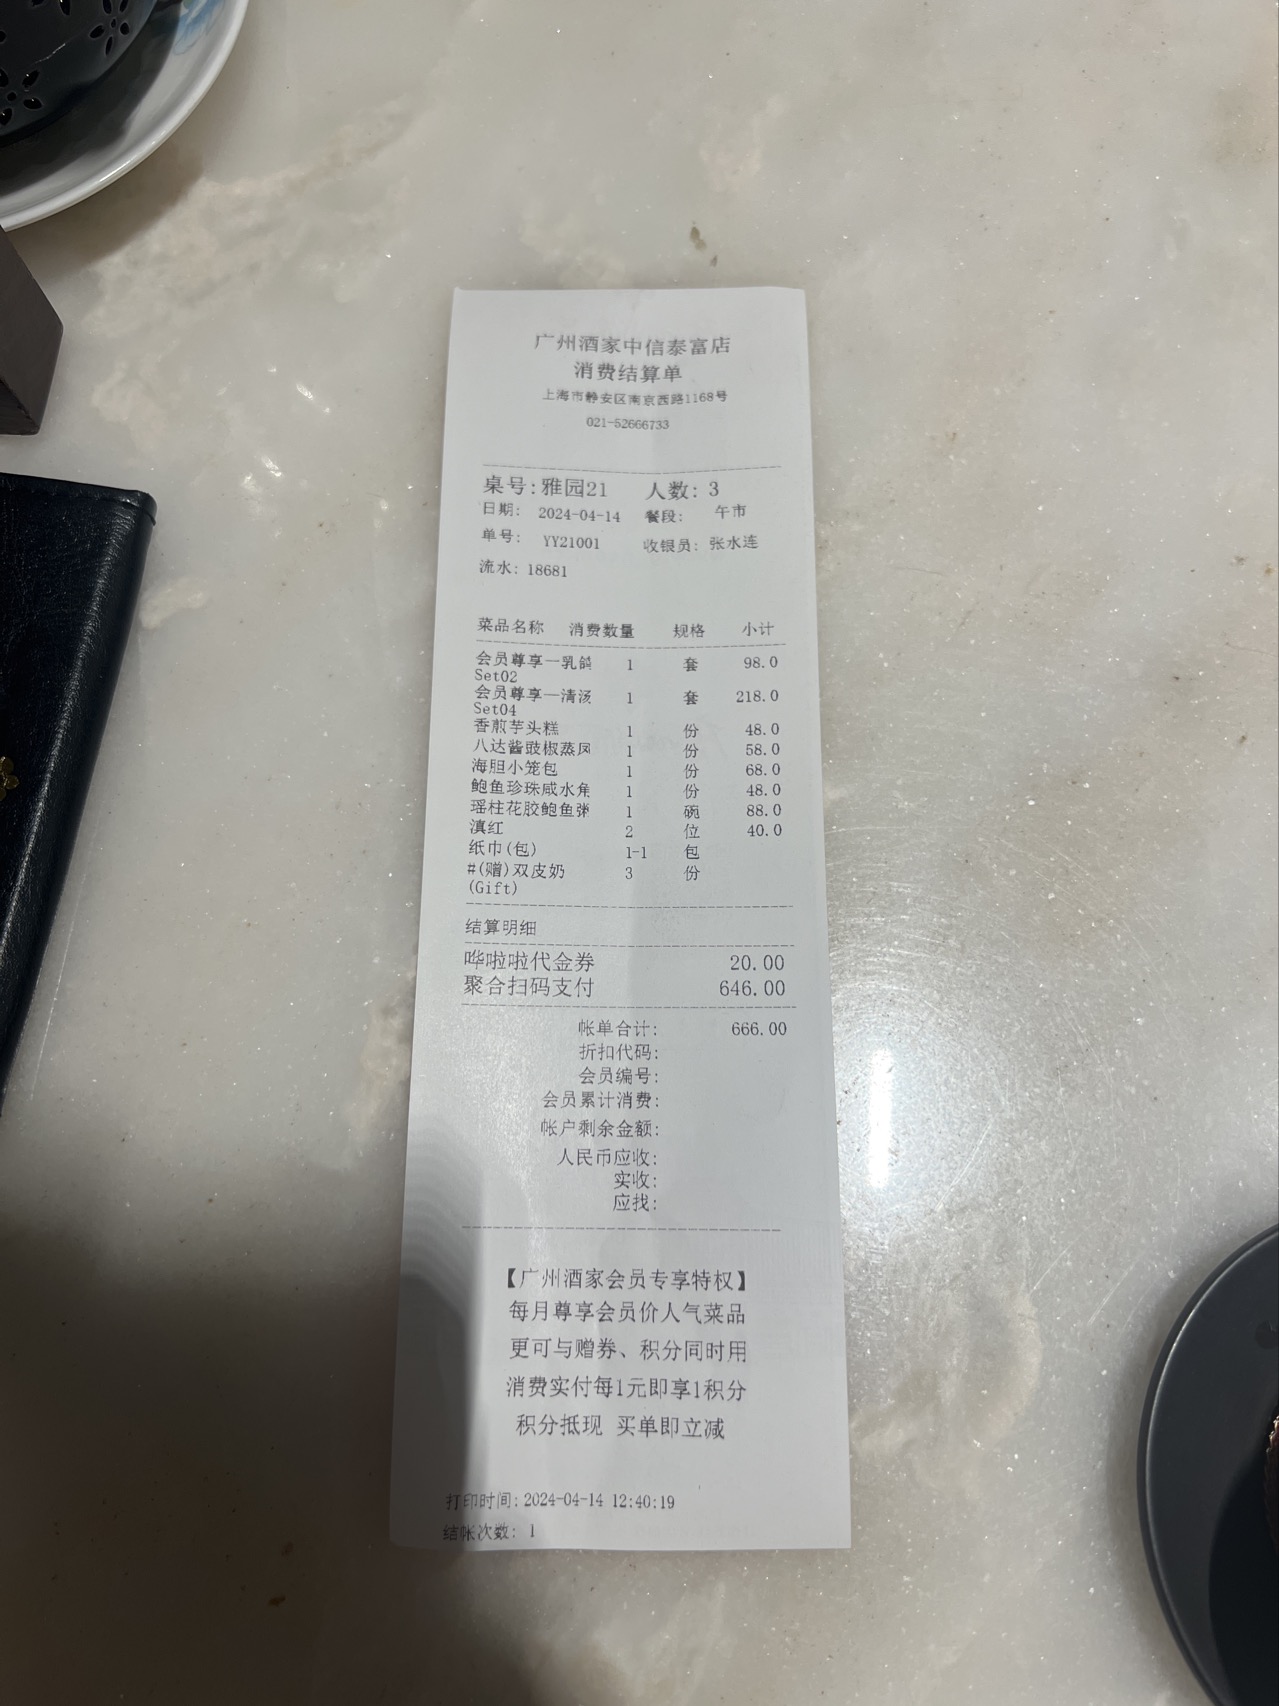 广州酒家中信泰富店
消费结算单
上海市静安区南京西路1168号
021-52666733
桌号:雅园21 人数: 3
日期: 2024-04-14 餐段: 午市
单号: YY21001 收银员: 张水连
流水: 18681
菜品名称 消费数量 规格 小计
会员尊享一乳鸽 1 套 98.0
Set02
会员尊享一清汤 1 套 218.0
Set04
香煎芋头糕 1 份 48.0
八达酱豉椒蒸凤 1 份 58.0
海胆小笼包 1 份 68.0
鲍鱼珍珠咸水角 1 份 48.0
瑶柱花胶鲍鱼粥 1 碗 88.0
滇红 2 位 40.0
纸巾(包) 1-1 包
#(赠)双皮奶 3 份
(Gift)
结算明细
哗啦啦代金券 20.00
聚合扫码支付 646.00
帐单合计: 666.00
折扣代码:
会员编号:
会员累计消费:
帐户剩余金额:
人民币应收:
实收:
应找:
【广州酒家会员专享特权】
每月尊享会员价人气菜品
更可与赠券、积分同时用
消费实付每1元即享1积分
积分抵现 买单即立减
打印时间: 2024-04-14 12:40:19
结帐次数: 1